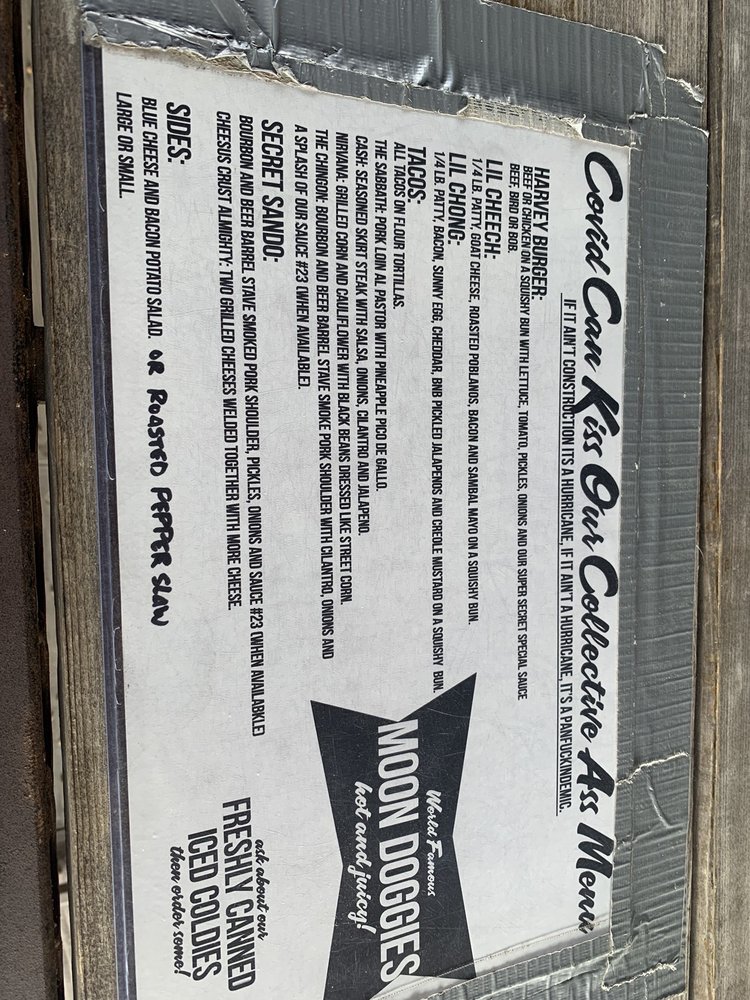 Covid Can Kiss Our Collective Ass Menu
IF IT AIN'T CONSTRUCTION ITS A HURRICANE, IF IT AIN'T A HURRICANE, IT'S A PANFUCKINDEMIC.
HARVEY BURGER:
BEEF OR CHICKEN ON A SQUISHY BUN WITH LETTUCE, TOMATO, PICKLES, ONIONS AND OUR SUPER SECRET SPECIAL SAUCE
BEEF, BIRD OR BOB.
LIL CHEECH:
1/4 LB. PATTY, GOAT CHEESE, ROASTED POBLANOS, BACON AND SAMBAL MAYO ON A SQUISHY BUN.
LIL CHONG:
1/4 LB. PATTY, BACON, SUNNY EGG, CHEDDAR, BNB PICKLED JALAPENOS AND CREOLE MUSTARD ON A SQUISHY BUN.
TACOS:
ALL TACOS ON FLOUR TORTILLAS.
THE SABBATH: PORK LOIN AL PASTOR WITH PINEAPPLE PICO DE GALLO.
CASH: SEASONED SKIRT STEAK WITH SALSA, ONIONS, CILANTRO AND JALAPENO.
NIRVANA: GRILLED CORN AND CAULIFLOWER WITH BLACK BEANS DRESSED LIKE STREET CORN.
THE CHINGON: BOURBON AND BEER BARREL STAVE SMOKE PORK SHOULDER WITH CILANTRO, ONIONS AND
A SPLASH OF OUR SAUCE #23 (WHEN AVAILABLE).
SECRET SANDO:
BOURBON AND BEER BARREL STAVE SMOKED PORK SHOULDER, PICKLES, ONIONS AND SAUCE #23 (WHEN AVAILABKLE)
CHEESUS CRUST ALMIGHTY: TWO GRILLED CHEESES WELDED TOGETHER WITH MORE CHEESE.
SIDES:
BLUE CHEESE AND BACON POTATO SALAD. OR ROASTED PEPPER SLAW
LARGE OR SMALL.
World Famous
MOON DOGGIES
hot and juicy!
ask about our
FRESHLY CANNED
ICED COLDIES
then order some!